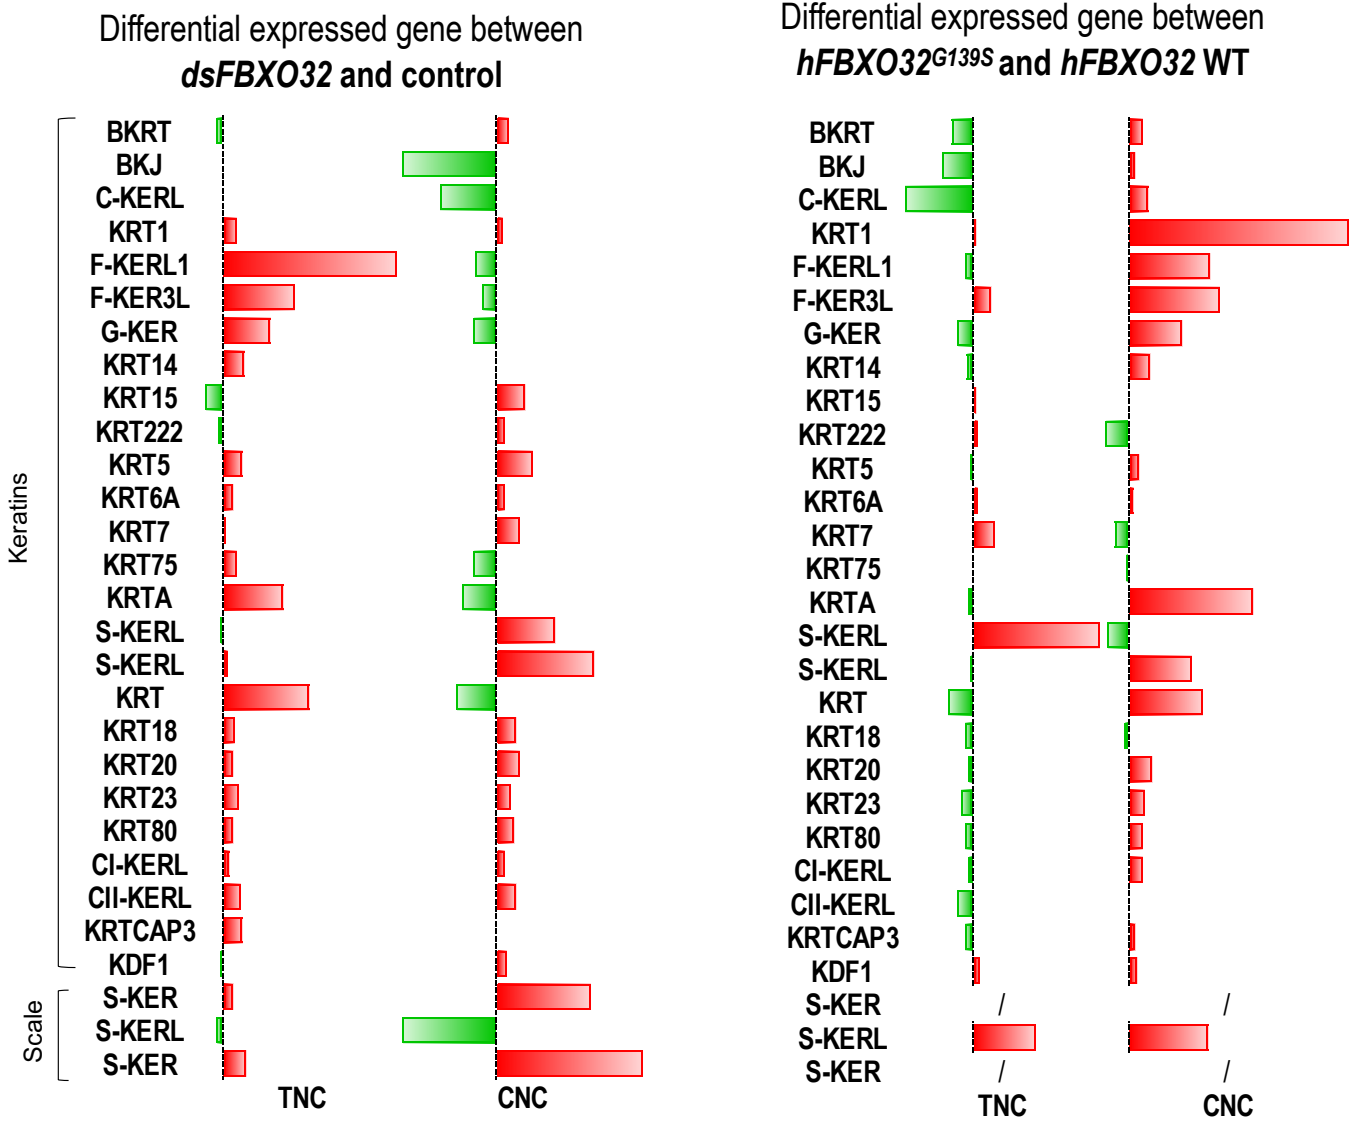 Differential expressed gene between
dsFBXO32 and control
Keratins
BKRT
BKJ
C-KERL
KRT1
F-KERL1
F-KER3L
G-KER
KRT14
KRT15
KRT222
KRT5
KRT6A
KRT7
KRT75
KRTA
S-KERL
S-KERL
KRT
KRT18
KRT20
KRT23
KRT80
CI-KERL
CII-KERL
KRTCAP3
KDF1
Scale
S-KER
S-KERL
S-KER
TNC CNC
Differential expressed gene between
hFBXO32G139S and hFBXO32 WT
BKRT
BKJ
C-KERL
KRT1
F-KERL1
F-KER3L
G-KER
KRT14
KRT15
KRT222
KRT5
KRT6A
KRT7
KRT75
KRTA
S-KERL
S-KERL
KRT
KRT18
KRT20
KRT23
KRT80
CI-KERL
CII-KERL
KRTCAP3
KDF1
S-KER / /
S-KERL
S-KER / /
TNC CNC